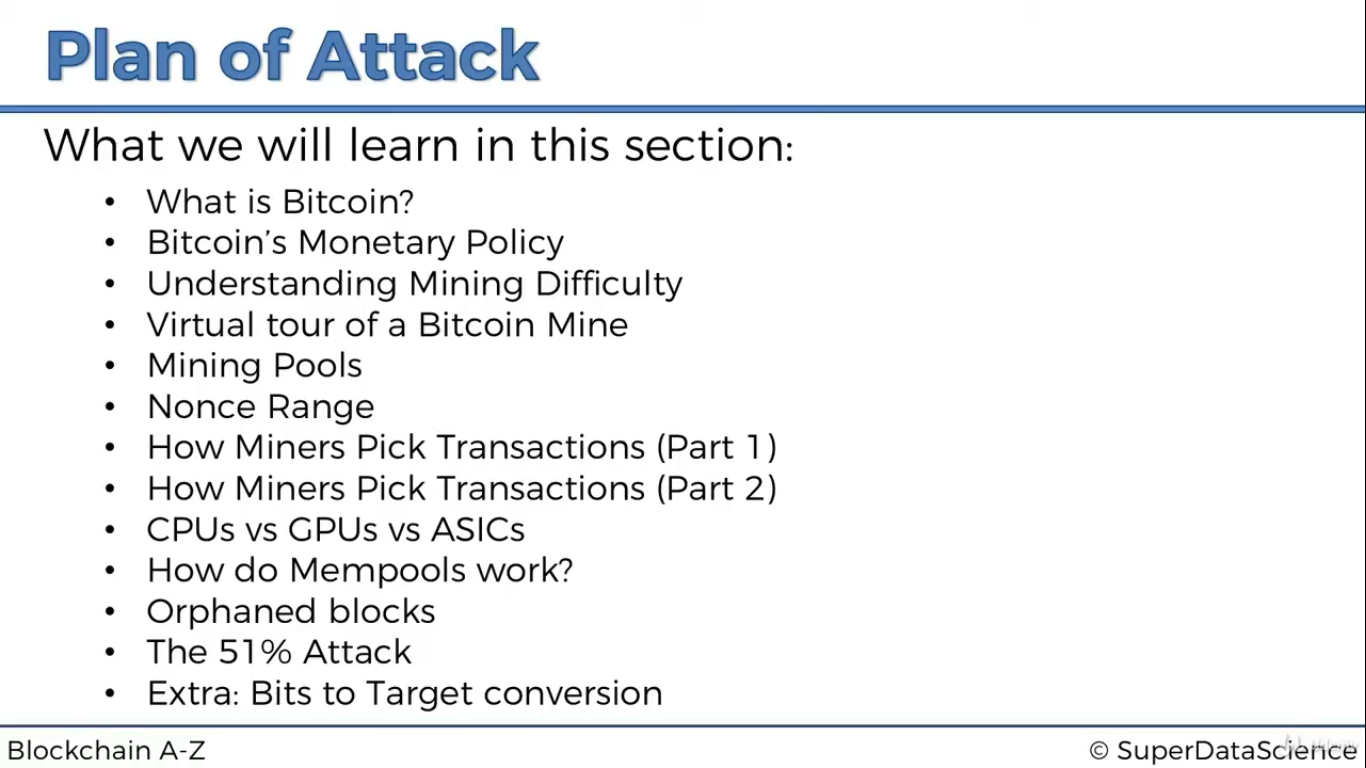 Plan of Attack
What we will learn in this section:
• What is Bitcoin?
• Bitcoin’s Monetary Policy
• Understanding Mining Difficulty
• Virtual tour of a Bitcoin Mine
• Mining Pools
• Nonce Range
• How Miners Pick Transactions (Part 1)
• How Miners Pick Transactions (Part 2)
• CPUs vs GPUs vs ASICs
• How do Mempools work?
• Orphaned blocks
• The 51% Attack
• Extra: Bits to Target conversion
Blockchain A-Z
© SuperDataScience